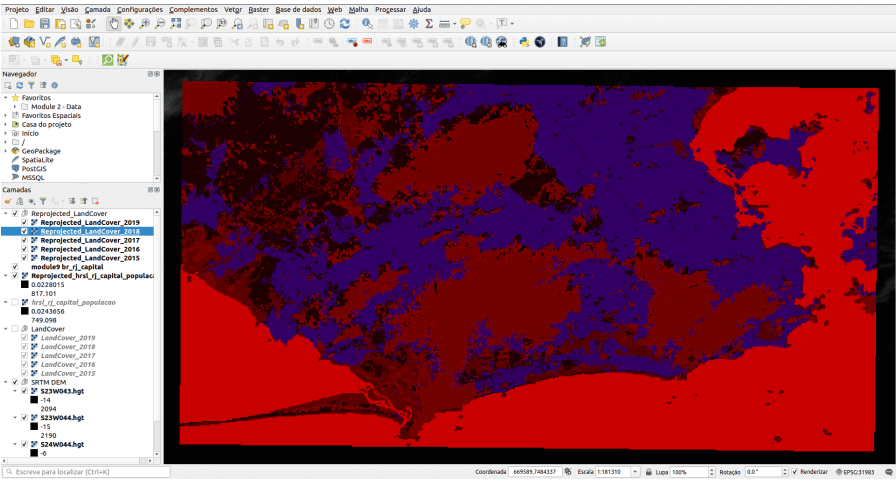 Projeto Editar Visão Camada Configurações Complementos Vetor Raster Base de dados Web Malha Processar Ajuda
Navegador
Favoritos
Module 2 - Data
Favoritos Espaciais
Casa do projeto
Início
/
GeoPackage
SpatiaLite
PostGIS
MSSQL
Camadas
Reprojected_LandCover
Reprojected_LandCover_2019
Reprojected_LandCover_2018
Reprojected_LandCover_2017
Reprojected_LandCover_2016
Reprojected_LandCover_2015
module9 br_rj_capital
Reprojected_hrsl_rj_capital_populac
0.0228015
817.101
hrsl_rj_capital_populacao
0.0243656
749.098
LandCover
LandCover_2019
LandCover_2018
LandCover_2017
LandCover_2016
LandCover_2015
SRTM DEM
S23W043.hgt
-14
2094
S23W044.hgt
-15
2190
S24W044.hgt
-6
Escreva para localizar (Ctrl+K)
Coordenada 669589,7484337 Escala 1:181310 Lupa 100% Rotação 0.0° Renderizar EPSG:31983